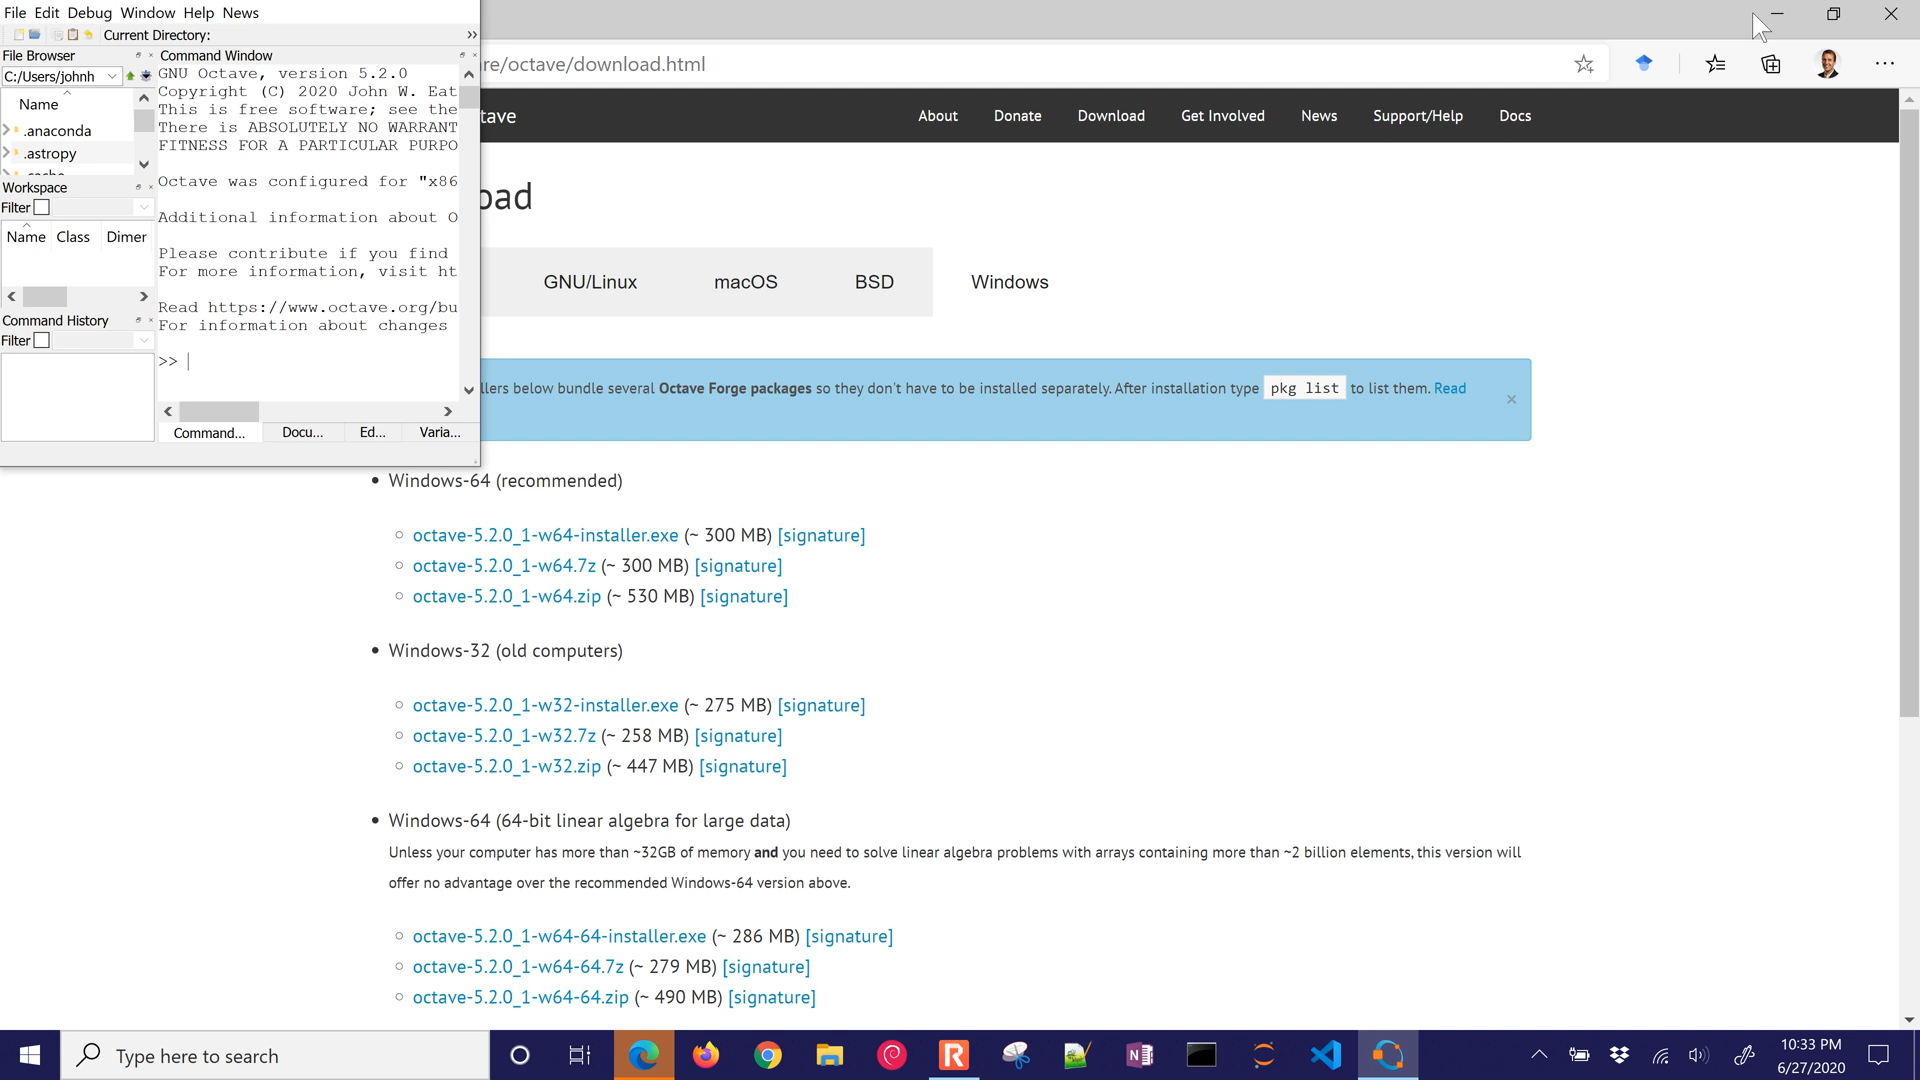 File Edit Debug Window Help News
Current Directory:
File Browser
C:/Users/johnh
Name
.anaconda
.astropy
Workspace
Filter
Name Class Dimer
Command History
Filter
Command Window
GNU Octave, version 5.2.0
Copyright (C) 2020 John W. Eat
This is free software; see the
There is ABSOLUTELY NO WARRANT
FITNESS FOR A PARTICULAR PURPO
Octave was configured for "x86
Additional information about O
Please contribute if you find
For more information, visit ht
Read https://www.octave.org/bu
For information about changes
>>
Command... Docu... Ed... Varia...
re/octave/download.html
tave
About Donate Download Get Involved News Support/Help Docs
oad
GNU/Linux macOS BSD Windows
llers below bundle several Octave Forge packages so they don't have to be installed separately. After installation type pkg list to list them. Read
×
• Windows-64 (recommended)
octave-5.2.0_1-w64-installer.exe (~ 300 MB) [signature]
octave-5.2.0_1-w64.7z (~ 300 MB) [signature]
octave-5.2.0_1-w64.zip (~ 530 MB) [signature]
• Windows-32 (old computers)
octave-5.2.0_1-w32-installer.exe (~ 275 MB) [signature]
octave-5.2.0_1-w32.7z (~ 258 MB) [signature]
octave-5.2.0_1-w32.zip (~ 447 MB) [signature]
• Windows-64 (64-bit linear algebra for large data)
Unless your computer has more than ~32GB of memory and you need to solve linear algebra problems with arrays containing more than ~2 billion elements, this version will
offer no advantage over the recommended Windows-64 version above.
octave-5.2.0_1-w64-64-installer.exe (~ 286 MB) [signature]
octave-5.2.0_1-w64-64.7z (~ 279 MB) [signature]
octave-5.2.0_1-w64-64.zip (~ 490 MB) [signature]
Type here to search
10:33 PM
6/27/2020